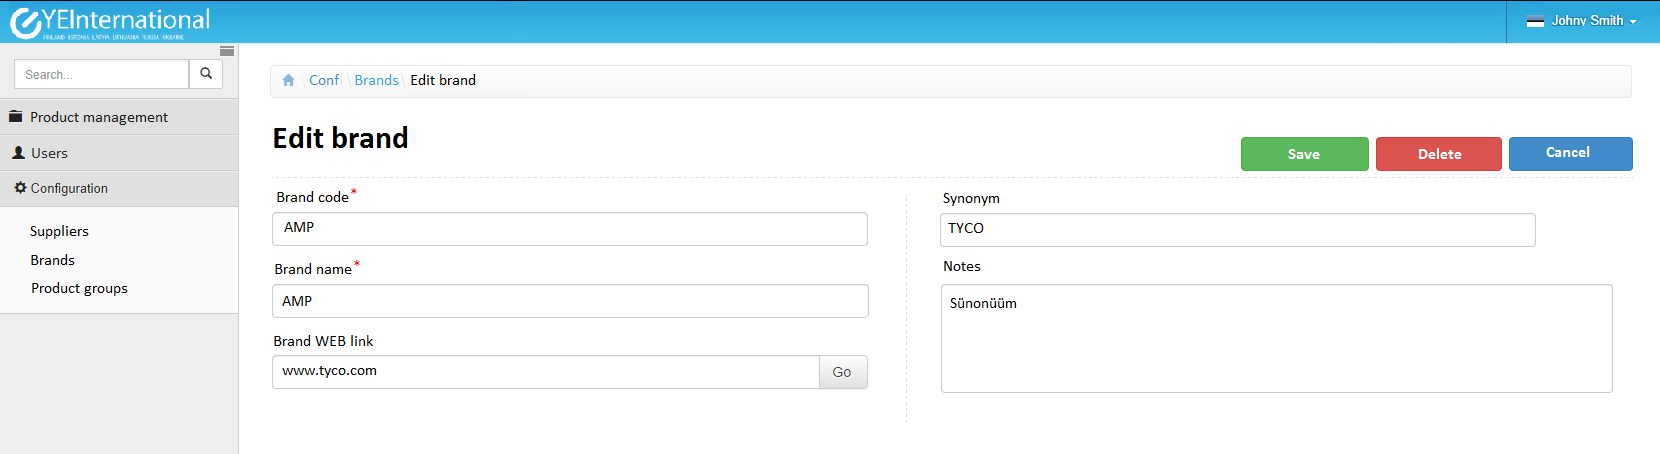 YEInternational
FINLAND ESTONIA LATVIA LITHUANIA RUSSIA UKRAINE
Johny Smith
Search...
Conf
Brands
Edit brand
Product management
Users
Configuration
Suppliers
Brands
Product groups
Edit brand
Save
Delete
Cancel
Brand code*
AMP
Brand name*
AMP
Brand WEB link
www.tyco.com
Go
Synonym
TYCO
Notes
Sünonüüm